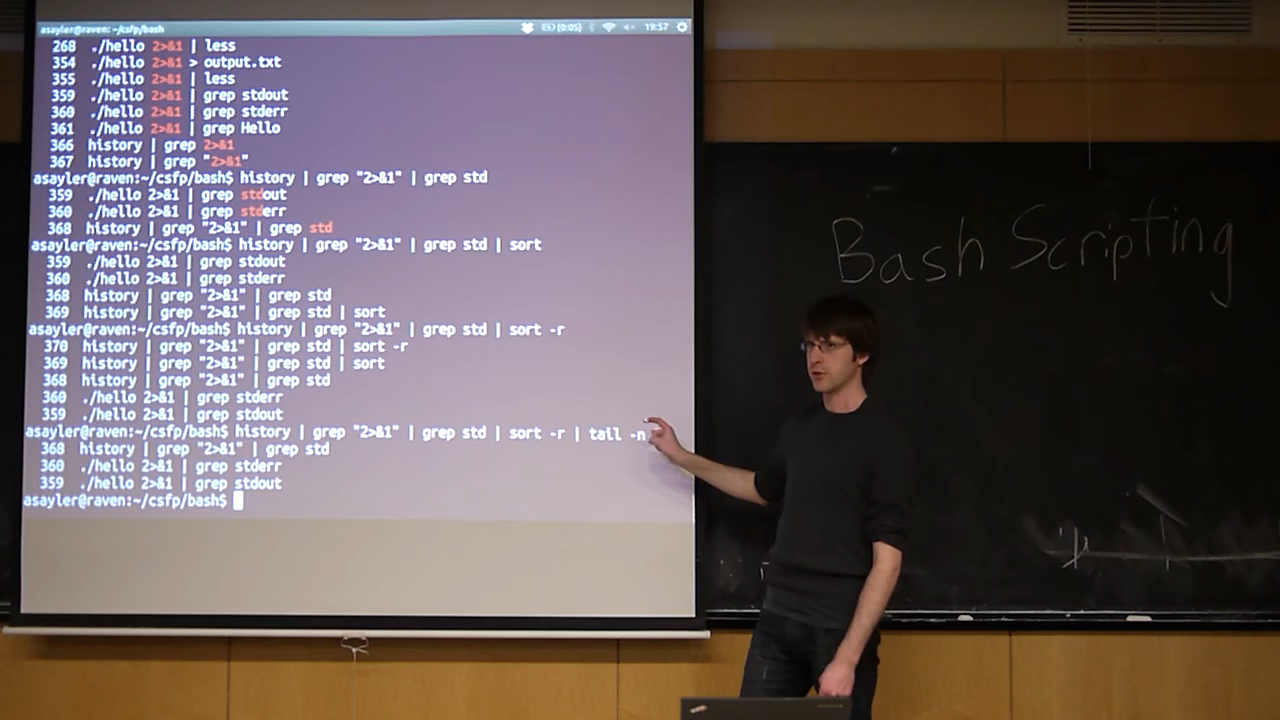 asayler@raven: ~/csfp/bash (0:05) 19:57
268 ./hello 2>&1 | less
354 ./hello 2>&1 > output.txt
355 ./hello 2>&1 | less
359 ./hello 2>&1 | grep stdout
360 ./hello 2>&1 | grep stderr
361 ./hello 2>&1 | grep Hello
366 history | grep 2>&1
367 history | grep "2>&1"
asayler@raven:~/csfp/bash$ history | grep "2>&1" | grep std
359 ./hello 2>&1 | grep stdout
360 ./hello 2>&1 | grep stderr
368 history | grep "2>&1" | grep std
asayler@raven:~/csfp/bash$ history | grep "2>&1" | grep std | sort
359 ./hello 2>&1 | grep stdout
360 ./hello 2>&1 | grep stderr
368 history | grep "2>&1" | grep std
369 history | grep "2>&1" | grep std | sort
asayler@raven:~/csfp/bash$ history | grep "2>&1" | grep std | sort -r
370 history | grep "2>&1" | grep std | sort -r
369 history | grep "2>&1" | grep std | sort
368 history | grep "2>&1" | grep std
360 ./hello 2>&1 | grep stderr
359 ./hello 2>&1 | grep stdout
asayler@raven:~/csfp/bash$ history | grep "2>&1" | grep std | sort -r | tail -n
368 history | grep "2>&1" | grep std
360 ./hello 2>&1 | grep stderr
359 ./hello 2>&1 | grep stdout
asayler@raven:~/csfp/bash$
Bash Scripting